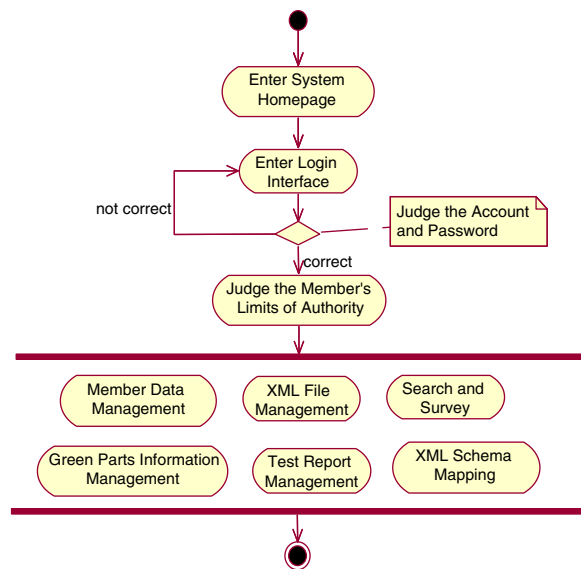 Enter System
Homepage
Enter Login
Interface
not correct
Judge the Account
and Password
correct
Judge the Member's
Limits of Authority
Member Data
Management
XML File
Management
Search and
Survey
Green Parts Information
Management
Test Report
Management
XML Schema
Mapping